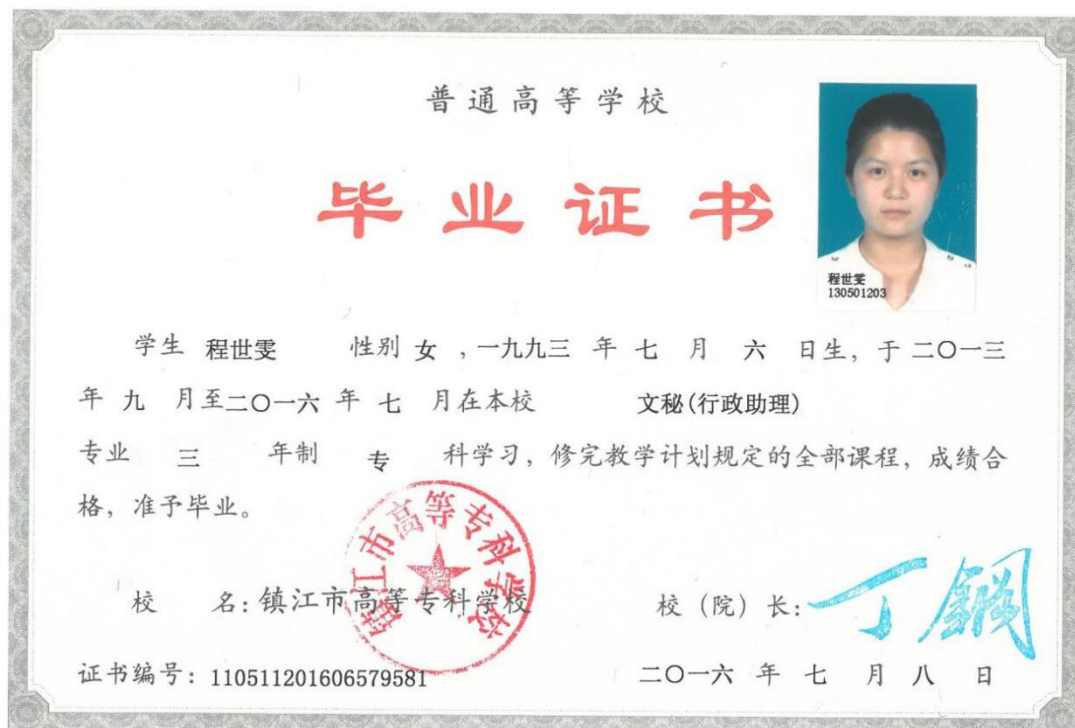 普通高等学校
毕业证书
程世雯
130501203
学生 程世雯 性别 女 ，一九九三 年 七 月 六 日生，于 二〇一三
年 九 月至二〇一六 年 七 月在本校 文秘(行政助理)
专业 三 年制 专 科学习，修完教学计划规定的全部课程，成绩合
格，准予毕业。
镇江市高等专科学校
校 名：镇江市高等专科学校 校（院）长：丁鋼
证书编号：110511201606579581 二〇一六 年 七 月 八 日